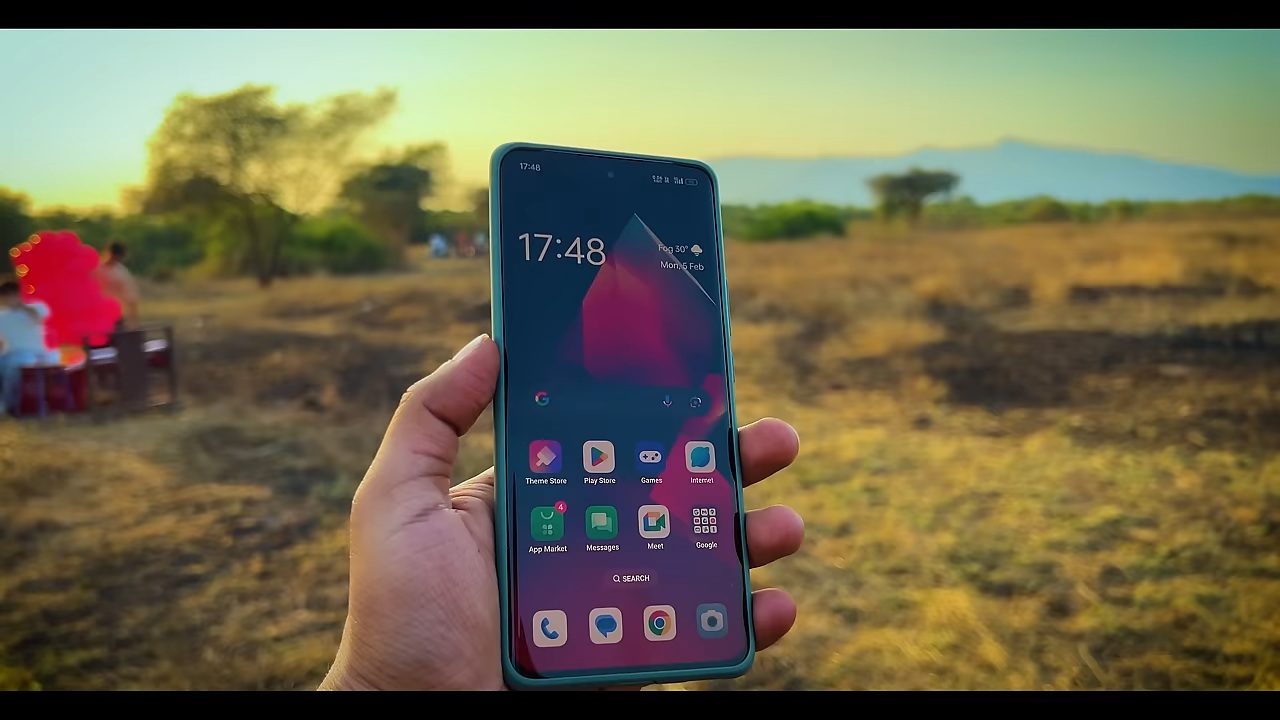 17:48
17:48
Fog 30°
Mon, 5 Feb
Theme Store
Play Store
Games
Internet
4
App Market
Messages
Meet
Google
SEARCH